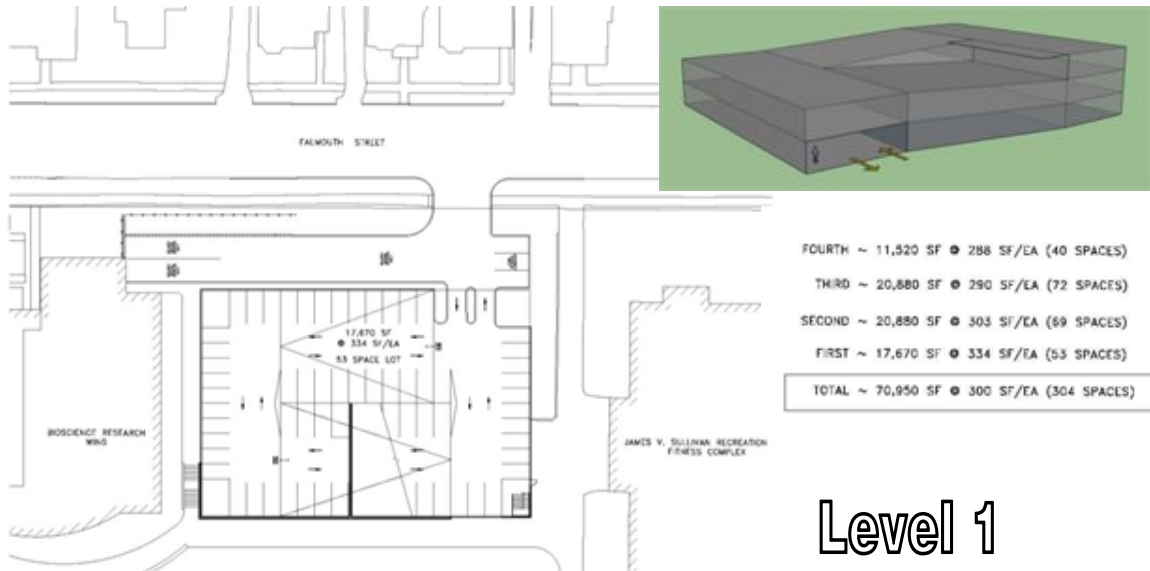 FALMOUTH STREET
FOURTH ~ 11,520 SF @ 288 SF/EA (40 SPACES)
THIRD ~ 20,880 SF @ 290 SF/EA (72 SPACES)
SECOND ~ 20,880 SF @ 303 SF/EA (69 SPACES)
FIRST ~ 17,670 SF @ 334 SF/EA (53 SPACES)
TOTAL ~ 70,950 SF @ 300 SF/EA (304 SPACES)
17,670 SF
@ 334 SF/EA
53 SPACE LOT
BIOSCIENCE RESEARCH
WING
JAMES V. SULLIVAN RECREATION
FITNESS COMPLEX
Level 1